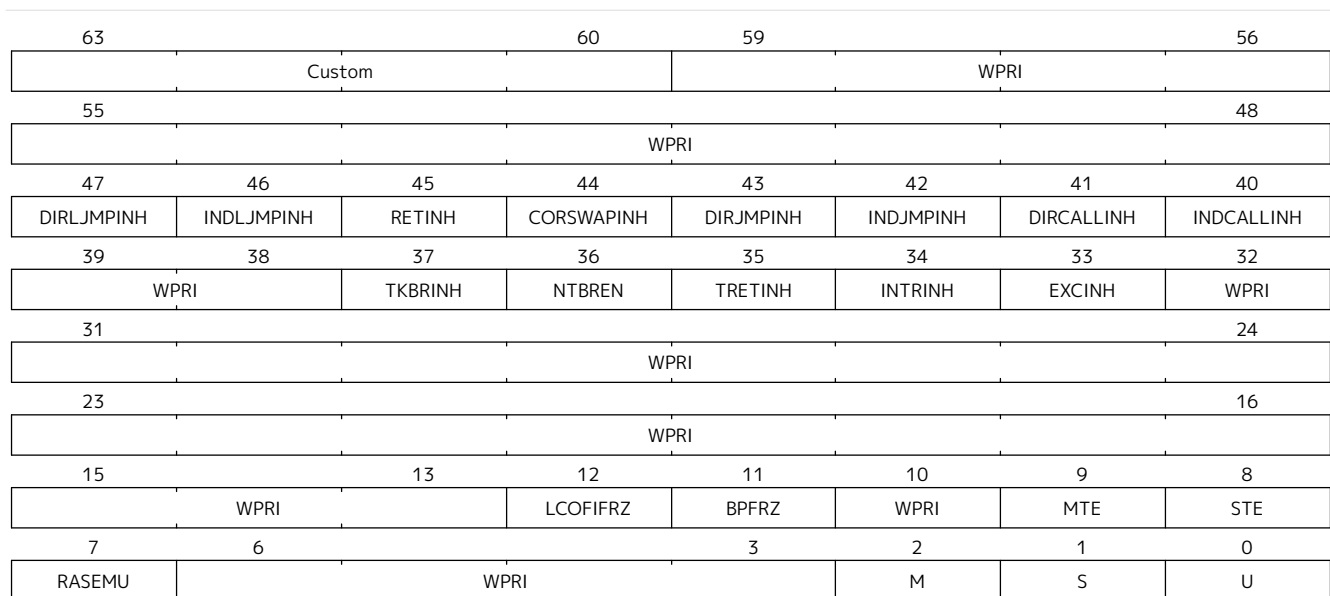 63 60 59 56
Custom WPRI
55 48
WPRI
47 46 45 44 43 42 41 40
DIRLJMPINH INDLJMPINH RETINH CORSWAPINH DIRJMPINH INDJMPINH DIRCALLINH INDCALLINH
39 38 37 36 35 34 33 32
WPRI TKBRINH NTBREN TRETINH INTRINH EXCINH WPRI
31 24
WPRI
23 16
WPRI
15 13 12 11 10 9 8
WPRI LCOFIFRZ BPFRZ WPRI MTE STE
7 6 3 2 1 0
RASEMU WPRI M S U